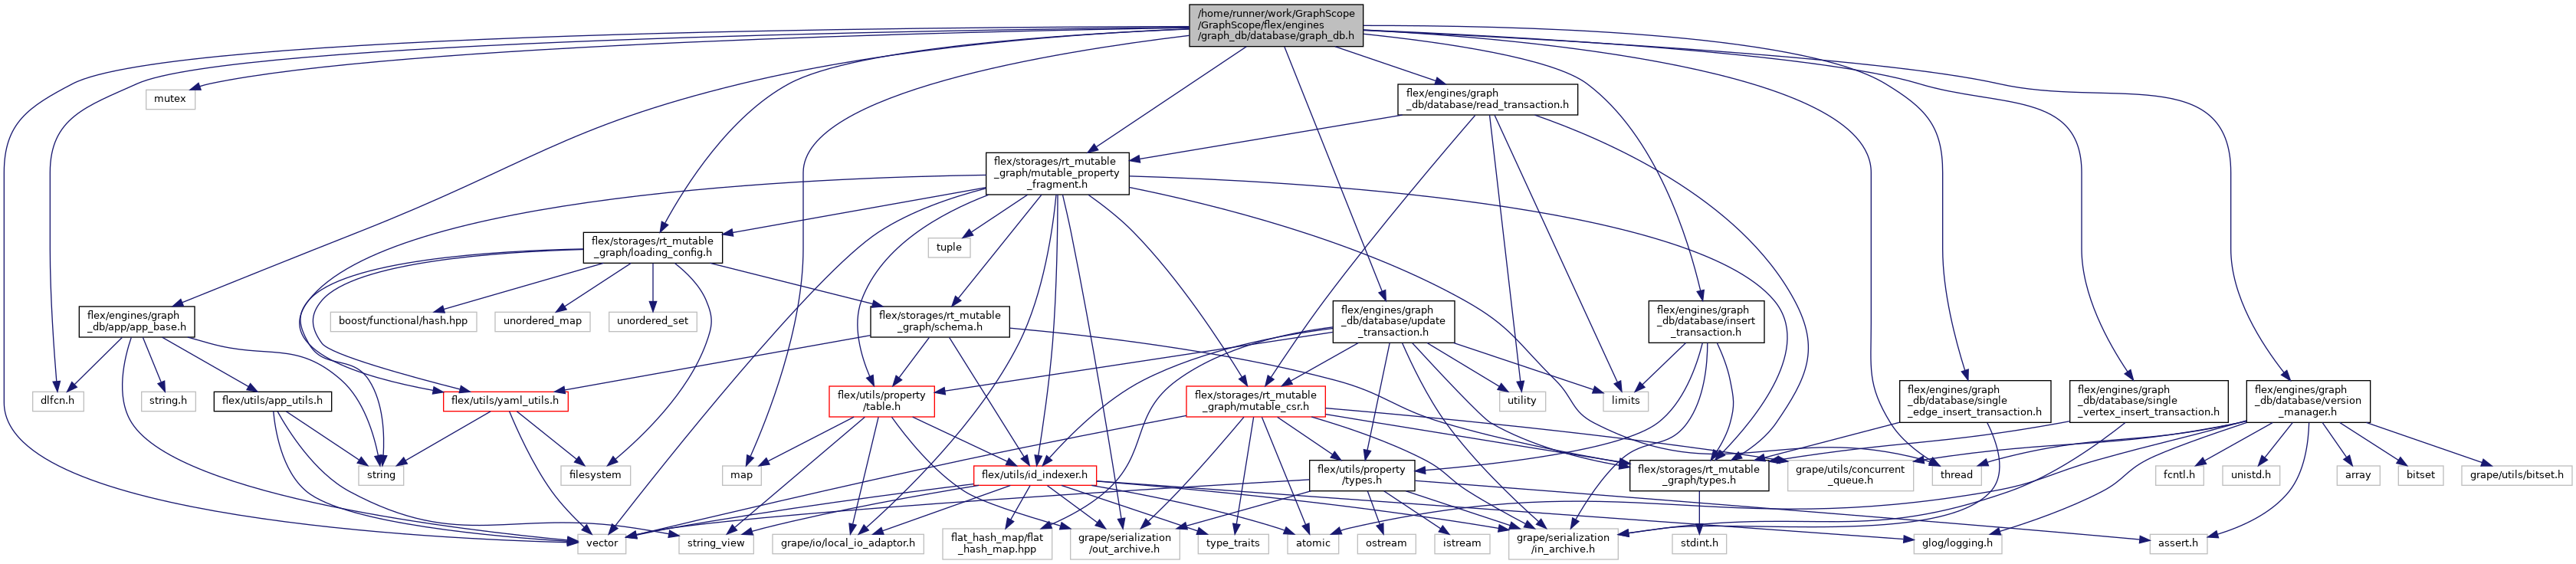 /home/runner/work/GraphScope
/GraphScope/flex/engines
/graph_db/database/graph_db.h
mutex
flex/engines/graph
_db/database/read_transaction.h
flex/storages/rt_mutable
_graph/mutable_property
_fragment.h
flex/storages/rt_mutable
_graph/loading_config.h
tuple
flex/engines/graph
_db/app/app_base.h
boost/functional/hash.hpp
unordered_map
unordered_set
flex/storages/rt_mutable
_graph/schema.h
flex/engines/graph
_db/database/update
_transaction.h
flex/engines/graph
_db/database/insert
_transaction.h
dlfcn.h
string.h
flex/utils/app_utils.h
flex/utils/yaml_utils.h
flex/utils/property
/table.h
flex/storages/rt_mutable
_graph/mutable_csr.h
utility
limits
flex/engines/graph
_db/database/single
_edge_insert_transaction.h
flex/engines/graph
_db/database/single
_vertex_insert_transaction.h
flex/engines/graph
_db/database/version
_manager.h
string
filesystem
map
flex/utils/id_indexer.h
flex/utils/property
/types.h
flex/storages/rt_mutable
_graph/types.h
grape/utils/concurrent
_queue.h
thread
fcntl.h
unistd.h
array
bitset
grape/utils/bitset.h
vector
string_view
grape/io/local_io_adaptor.h
flat_hash_map/flat
_hash_map.hpp
grape/serialization
/out_archive.h
type_traits
atomic
ostream
istream
grape/serialization
/in_archive.h
stdint.h
glog/logging.h
assert.h